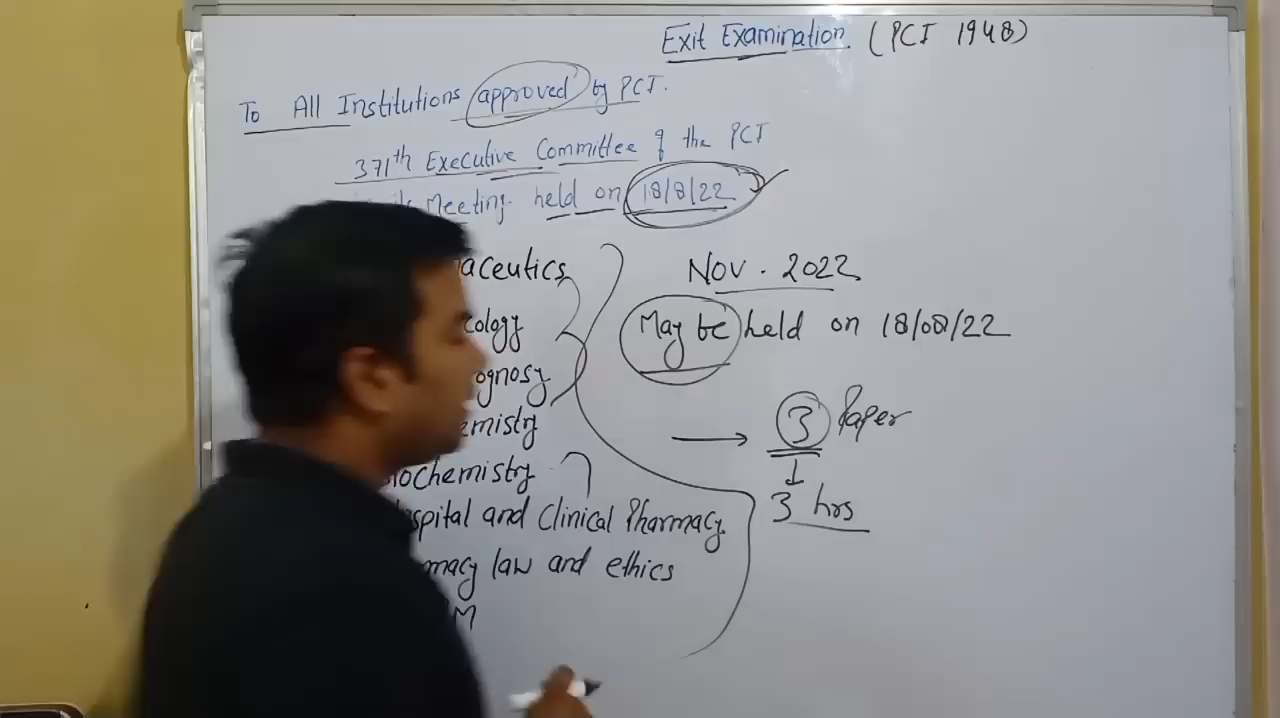 Exit Examination (PCI 1948)
To All Institutions approved by PCI.
371th Executive Committee of the PCI
Meeting held on 18/8/22
aceutics
Nov. 2022
cology
May be held on 18/08/22
ognosy
emistry
3 Paper
iochemistry
3 hrs
spital and Clinical Pharmacy
macy law and ethics
M